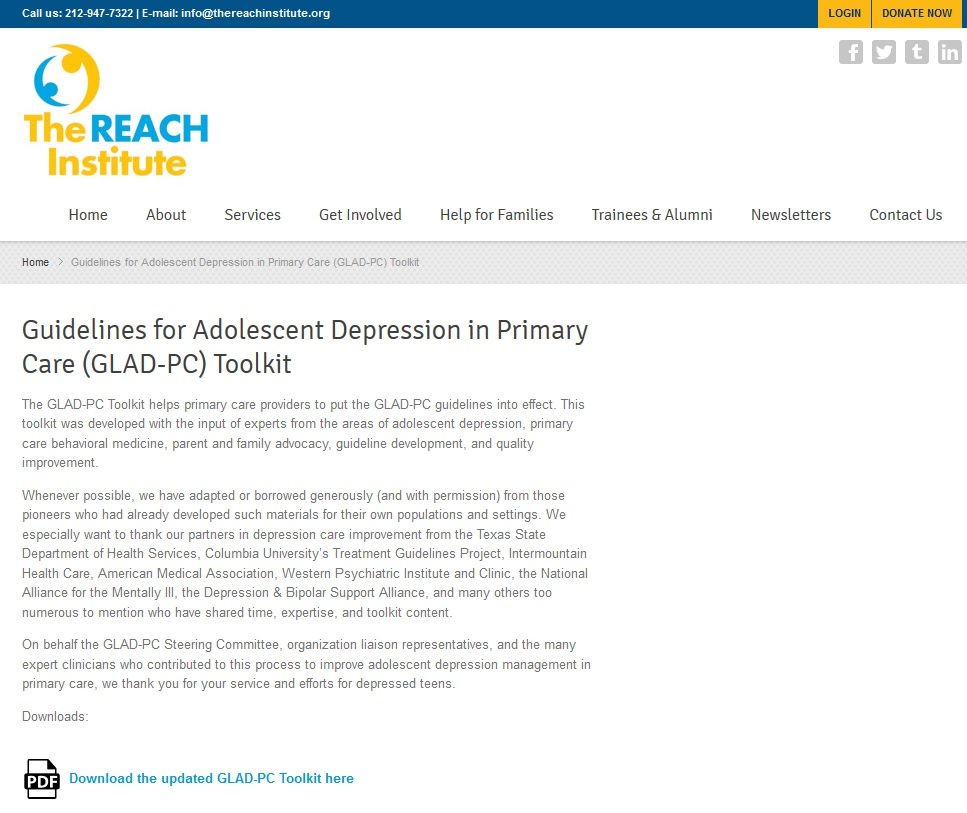 Call us: 212-947-7322 | E-mail: info@thereachinstitute.org
LOGIN
DONATE NOW
The REACH
Institute
Home
About
Services
Get Involved
Help for Families
Trainees & Alumni
Newsletters
Contact Us
Home > Guidelines for Adolescent Depression in Primary Care (GLAD-PC) Toolkit
Guidelines for Adolescent Depression in Primary
Care (GLAD-PC) Toolkit
The GLAD-PC Toolkit helps primary care providers to put the GLAD-PC guidelines into effect. This
toolkit was developed with the input of experts from the areas of adolescent depression, primary
care behavioral medicine, parent and family advocacy, guideline development, and quality
improvement.
Whenever possible, we have adapted or borrowed generously (and with permission) from those
pioneers who had already developed such materials for their own populations and settings. We
especially want to thank our partners in depression care improvement from the Texas State
Department of Health Services, Columbia University's Treatment Guidelines Project, Intermountain
Health Care, American Medical Association, Western Psychiatric Institute and Clinic, the National
Alliance for the Mentally Ill, the Depression & Bipolar Support Alliance, and many others too
numerous to mention who have shared time, expertise, and toolkit content.
On behalf the GLAD-PC Steering Committee, organization liaison representatives, and the many
expert clinicians who contributed to this process to improve adolescent depression management in
primary care, we thank you for your service and efforts for depressed teens.
Downloads:
PDF
Download the updated GLAD-PC Toolkit here